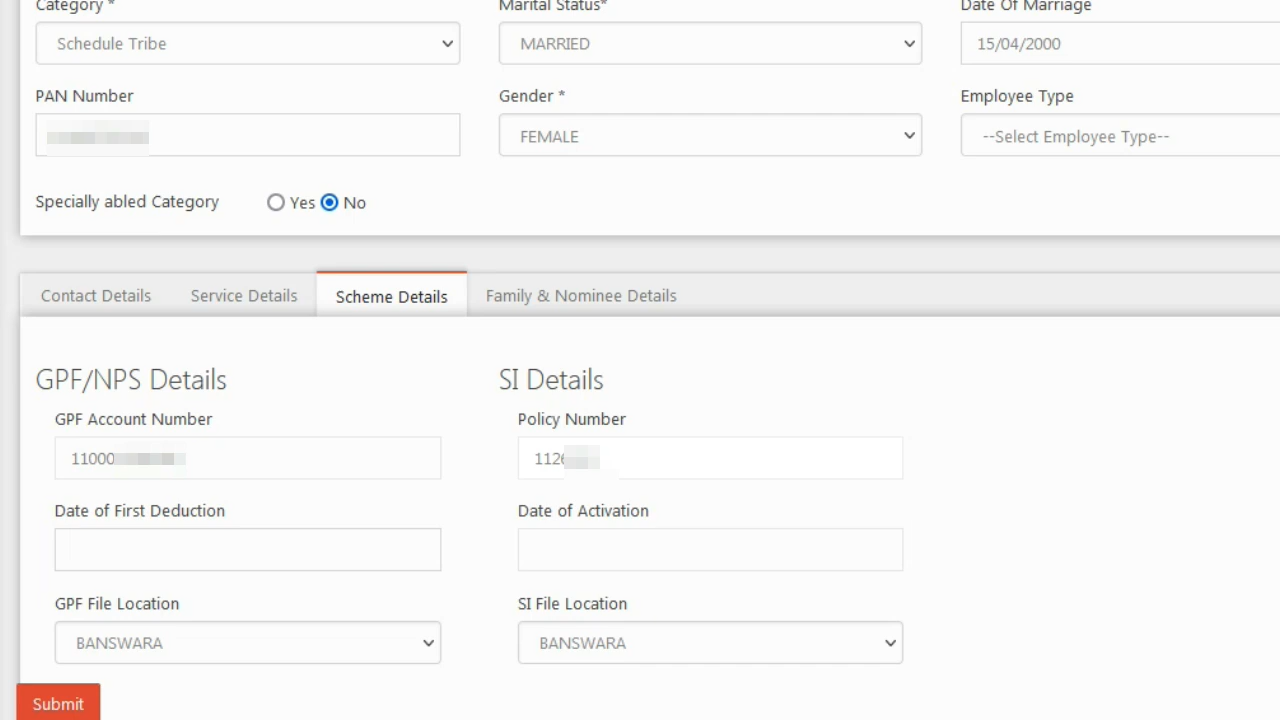 Category * Marital Status* Date Of Marriage
Schedule Tribe MARRIED 15/04/2000
PAN Number Gender * Employee Type
FEMALE --Select Employee Type--
Specially abled Category Yes No
Contact Details Service Details Scheme Details Family & Nominee Details
GPF/NPS Details SI Details
GPF Account Number Policy Number
11000 112
Date of First Deduction Date of Activation
GPF File Location SI File Location
BANSWARA BANSWARA
Submit